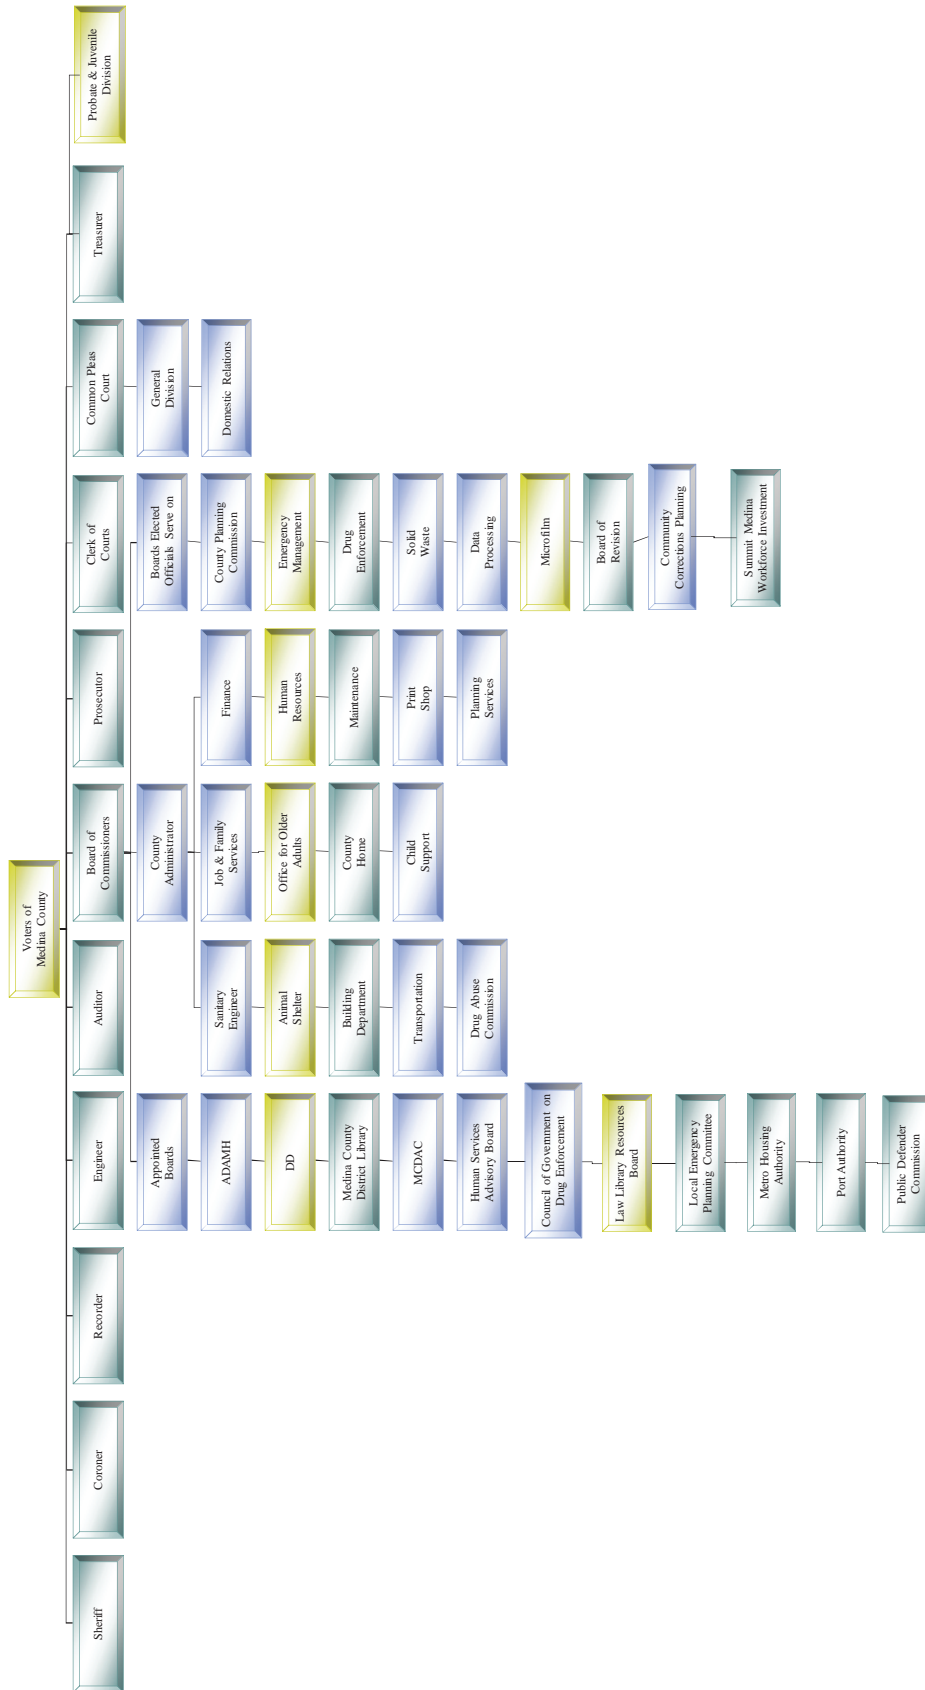 Voters of
Medina County
Sheriff
Coroner
Recorder
Engineer
Auditor
Board of
Commissioners
Prosecutor
Clerk of
Courts
Common Pleas
Court
Treasurer
Probate & Juvenile
Division
Appointed
Boards
ADAMH
DD
Medina County
District Library
MCDAC
Human Services
Advisory Board
Council of Government on
Drug Enforcement
Law Library Resources
Board
Local Emergency
Planning Committee
Metro Housing
Authority
Port Authority
Public Defender
Commission
County
Administrator
Sanitary
Engineer
Animal
Shelter
Building
Department
Transportation
Drug Abuse
Commission
Job & Family
Services
Office for Older
Adults
County
Home
Child
Support
Finance
Human
Resources
Maintenance
Print
Shop
Planning
Services
Boards Elected
Officials Serve on
County Planning
Commission
Emergency
Management
Drug
Enforcement
Solid
Waste
Data
Processing
Microfilm
Board of
Revision
Community
Corrections Planning
Summit Medina
Workforce Investment
General
Division
Domestic Relations